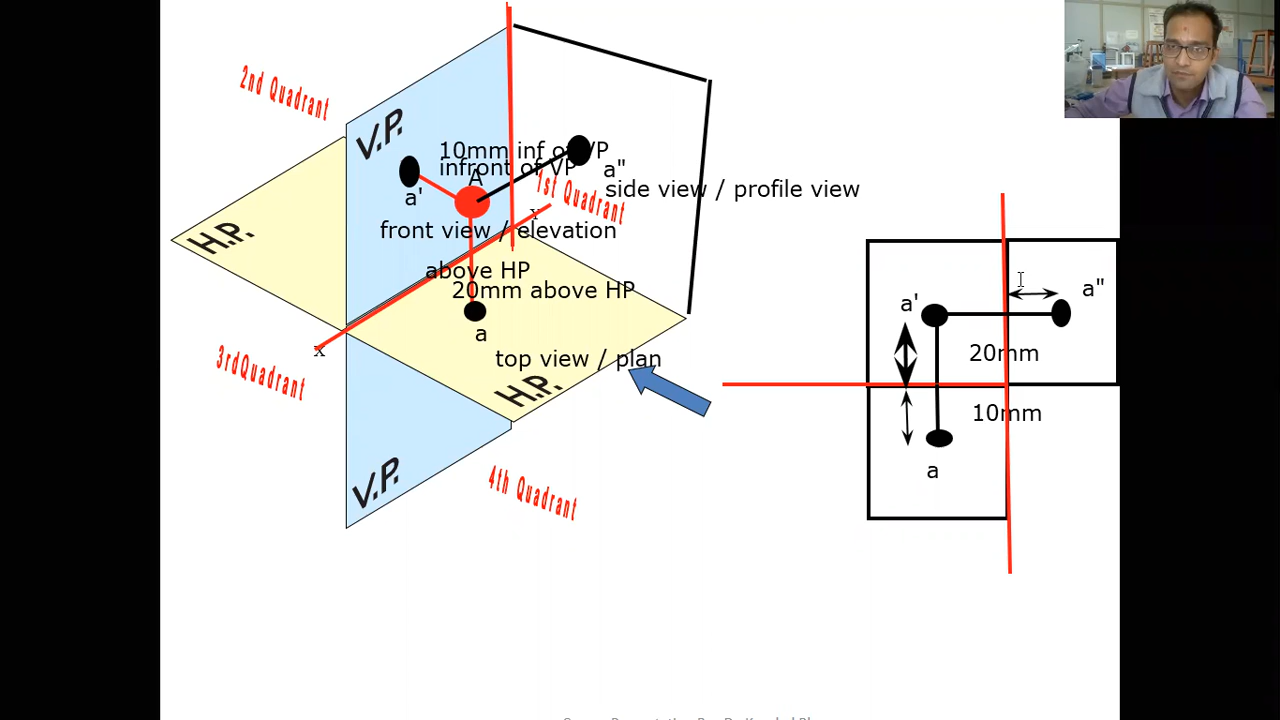 2nd Quadrant
V.P.
10mm inf of VP
infront of VP
A
a"
side view / profile view
1st Quadrant
a'
x
H.P.
front view / elevation
above HP
20mm above HP
a
x
3rdQuadrant
top view / plan
H.P.
V.P.
4th Quadrant
a'
a"
20mm
10mm
a